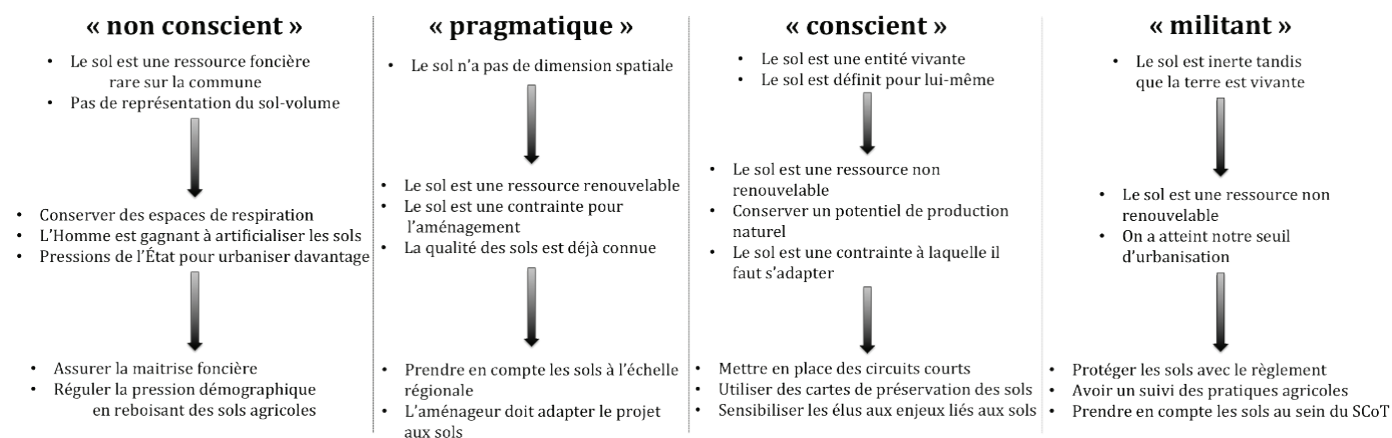 « non conscient »
• Le sol est une ressource foncière
rare sur la commune
• Pas de représentation du sol-volume
• Conserver des espaces de respiration
• L'Homme est gagnant à artificialiser les sols
• Pressions de l'État pour urbaniser davantage
• Assurer la maitrise foncière
• Réguler la pression démographique
en reboisant des sols agricoles
« pragmatique »
• Le sol n'a pas de dimension spatiale
• Le sol est une ressource renouvelable
• Le sol est une contrainte pour
l'aménagement
• La qualité des sols est déjà connue
• Prendre en compte les sols à l'échelle
régionale
• L'aménageur doit adapter le projet
aux sols
« conscient »
• Le sol est une entité vivante
• Le sol est définit pour lui-même
• Le sol est une ressource non
renouvelable
• Conserver un potentiel de production
naturel
• Le sol est une contrainte à laquelle il
faut s'adapter
• Mettre en place des circuits courts
• Utiliser des cartes de préservation des sols
• Sensibiliser les élus aux enjeux liés aux sols
« militant »
• Le sol est inerte tandis
que la terre est vivante
• Le sol est une ressource non
renouvelable
• On a atteint notre seuil
d'urbanisation
• Protéger les sols avec le règlement
• Avoir un suivi des pratiques agricoles
• Prendre en compte les sols au sein du SCoT